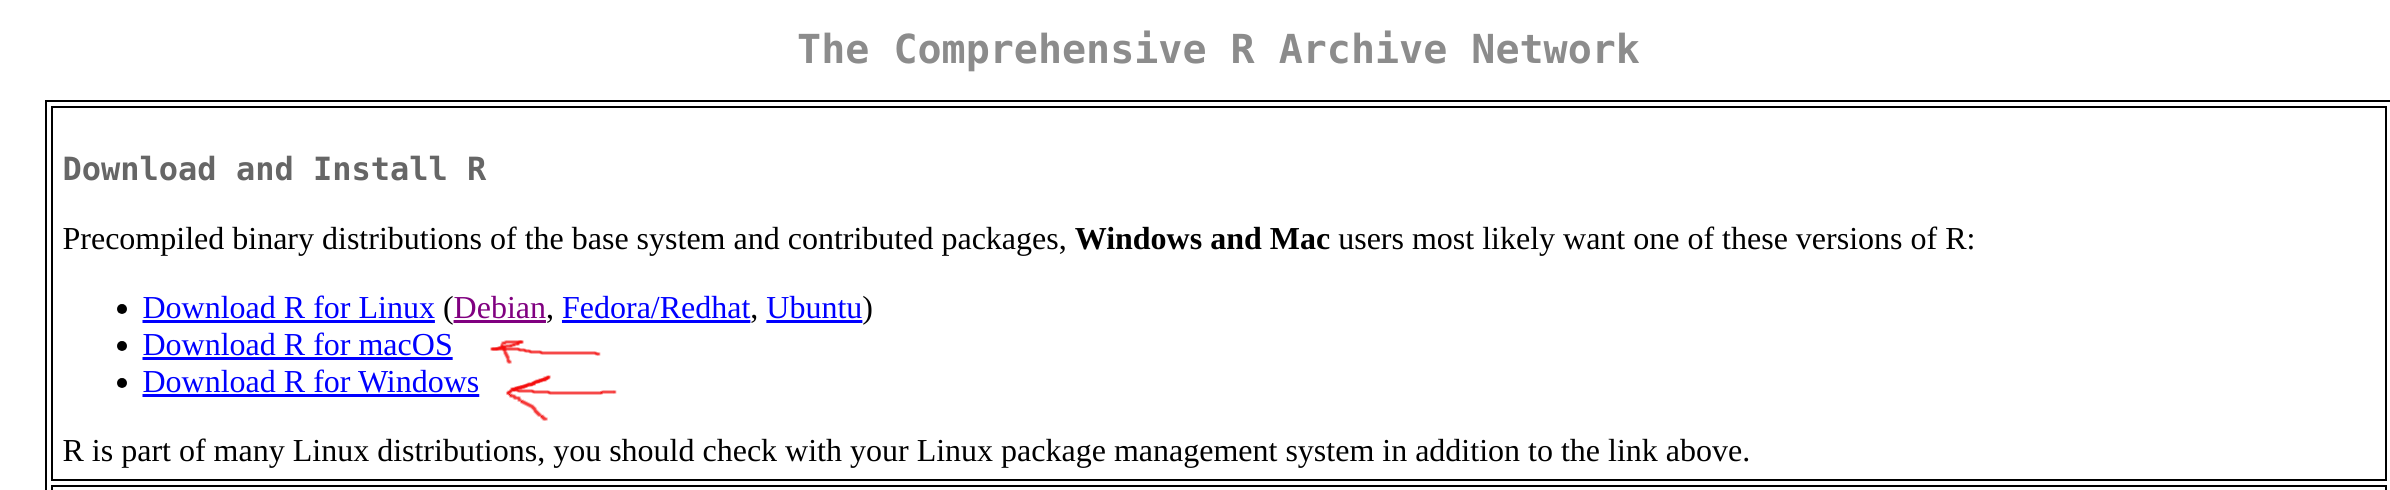 The Comprehensive R Archive Network
Download and Install R
Precompiled binary distributions of the base system and contributed packages, Windows and Mac users most likely want one of these versions of R:
• Download R for Linux (Debian, Fedora/Redhat, Ubuntu)
• Download R for macOS
• Download R for Windows
R is part of many Linux distributions, you should check with your Linux package management system in addition to the link above.